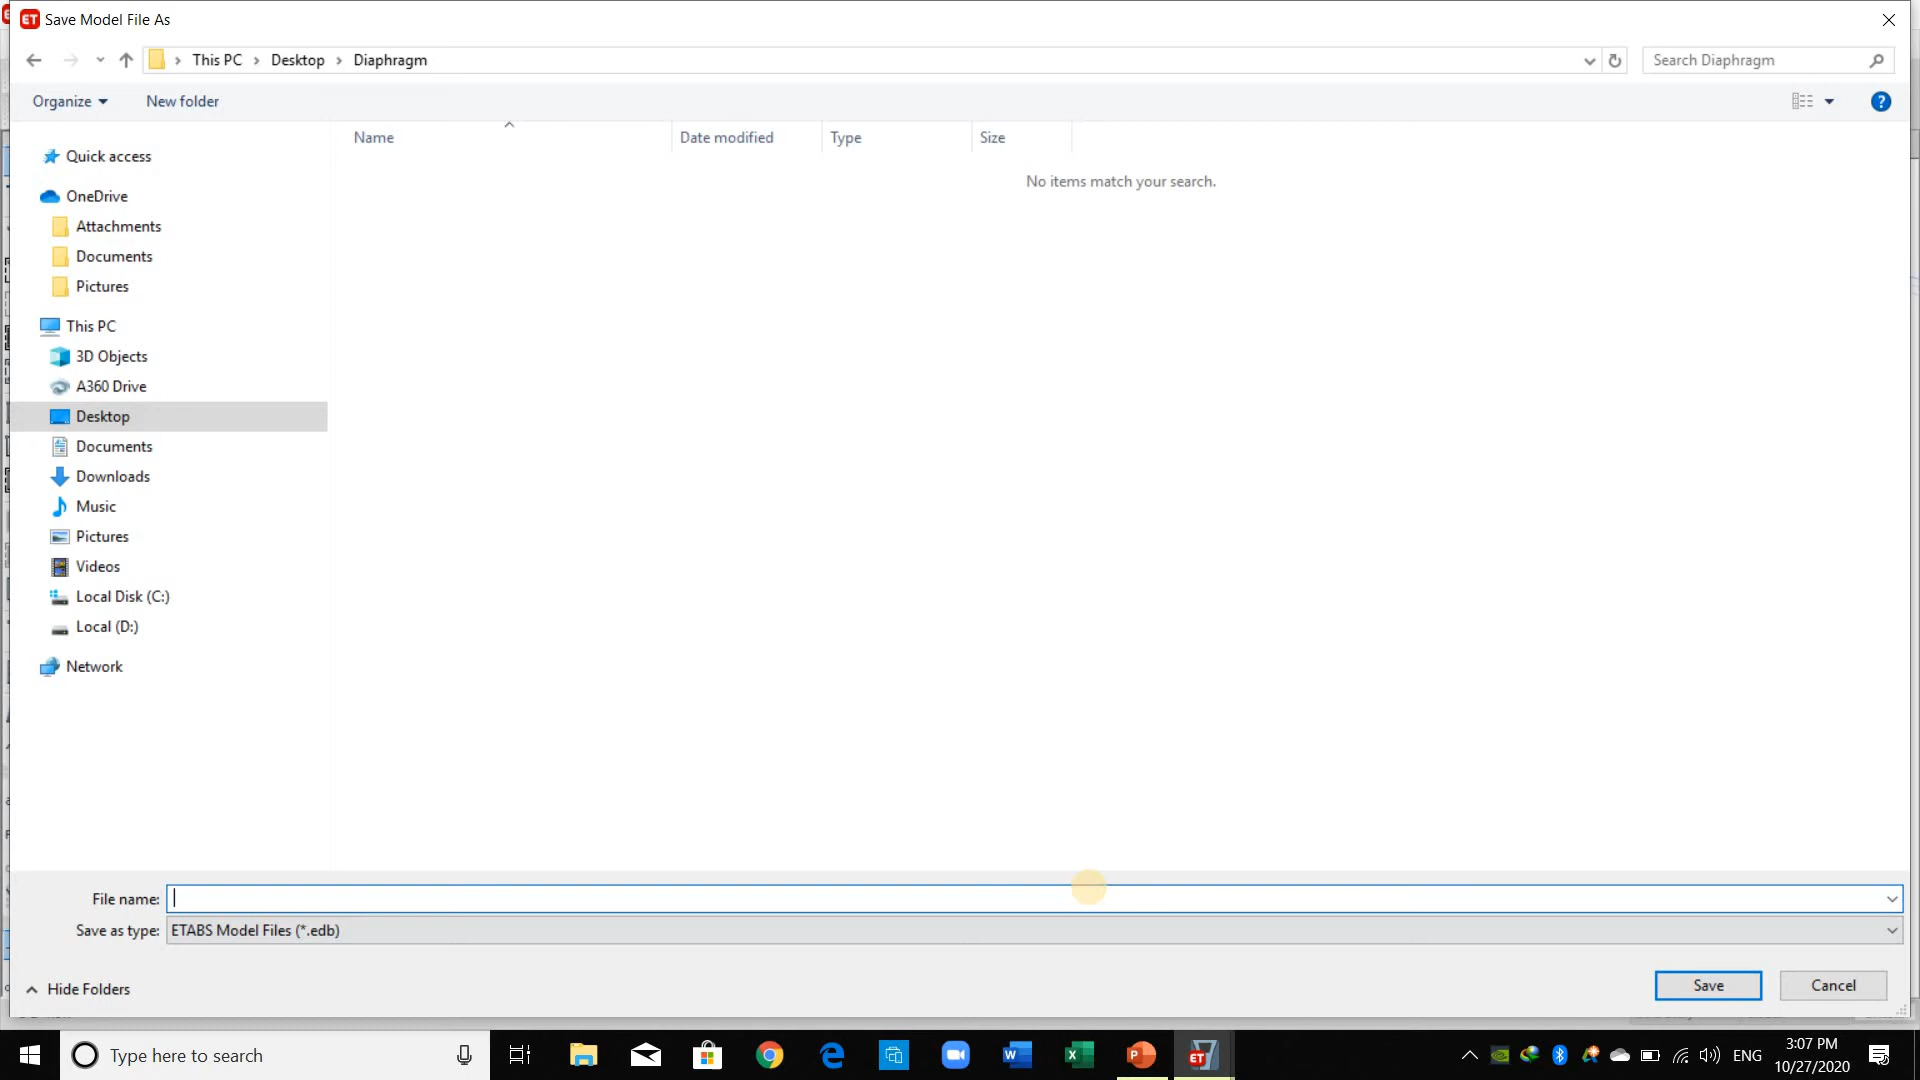 ET Save Model File As
This PC > Desktop > Diaphragm
Search Diaphragm
Organize
New folder
?
Name
Date modified
Type
Size
No items match your search.
Quick access
OneDrive
Attachments
Documents
Pictures
This PC
3D Objects
A360 Drive
Desktop
Documents
Downloads
Music
Pictures
Videos
Local Disk (C:)
Local (D:)
Network
File name:
Save as type: ETABS Model Files (*.edb)
Hide Folders
Save
Cancel
Type here to search
ENG
3:07 PM
10/27/2020